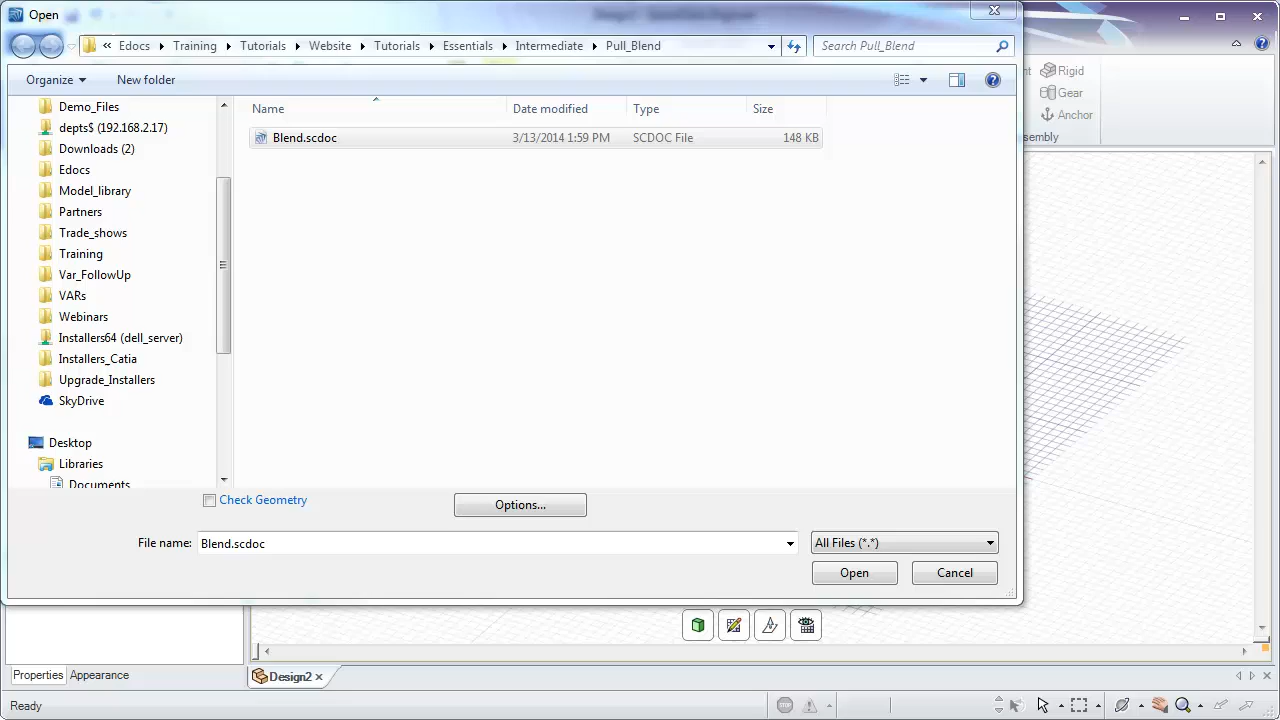 Open
« Edocs Training Tutorials Website Tutorials Essentials Intermediate Pull_Blend
Search Pull_Blend
Organize
New folder
Name Date modified Type Size
Blend.scdoc 3/13/2014 1:59 PM SCDOC File 148 KB
Demo_Files
depts$ (192.168.2.17)
Downloads (2)
Edocs
Model_library
Partners
Trade_shows
Training
Var_FollowUp
VARs
Webinars
Installers64 (dell_server)
Installers_Catia
Upgrade_Installers
SkyDrive
Desktop
Libraries
Documents
Check Geometry
Options...
File name: Blend.scdoc
All Files (*.*)
Open
Cancel
Rigid
Gear
Anchor
Properties Appearance
Design2
Ready